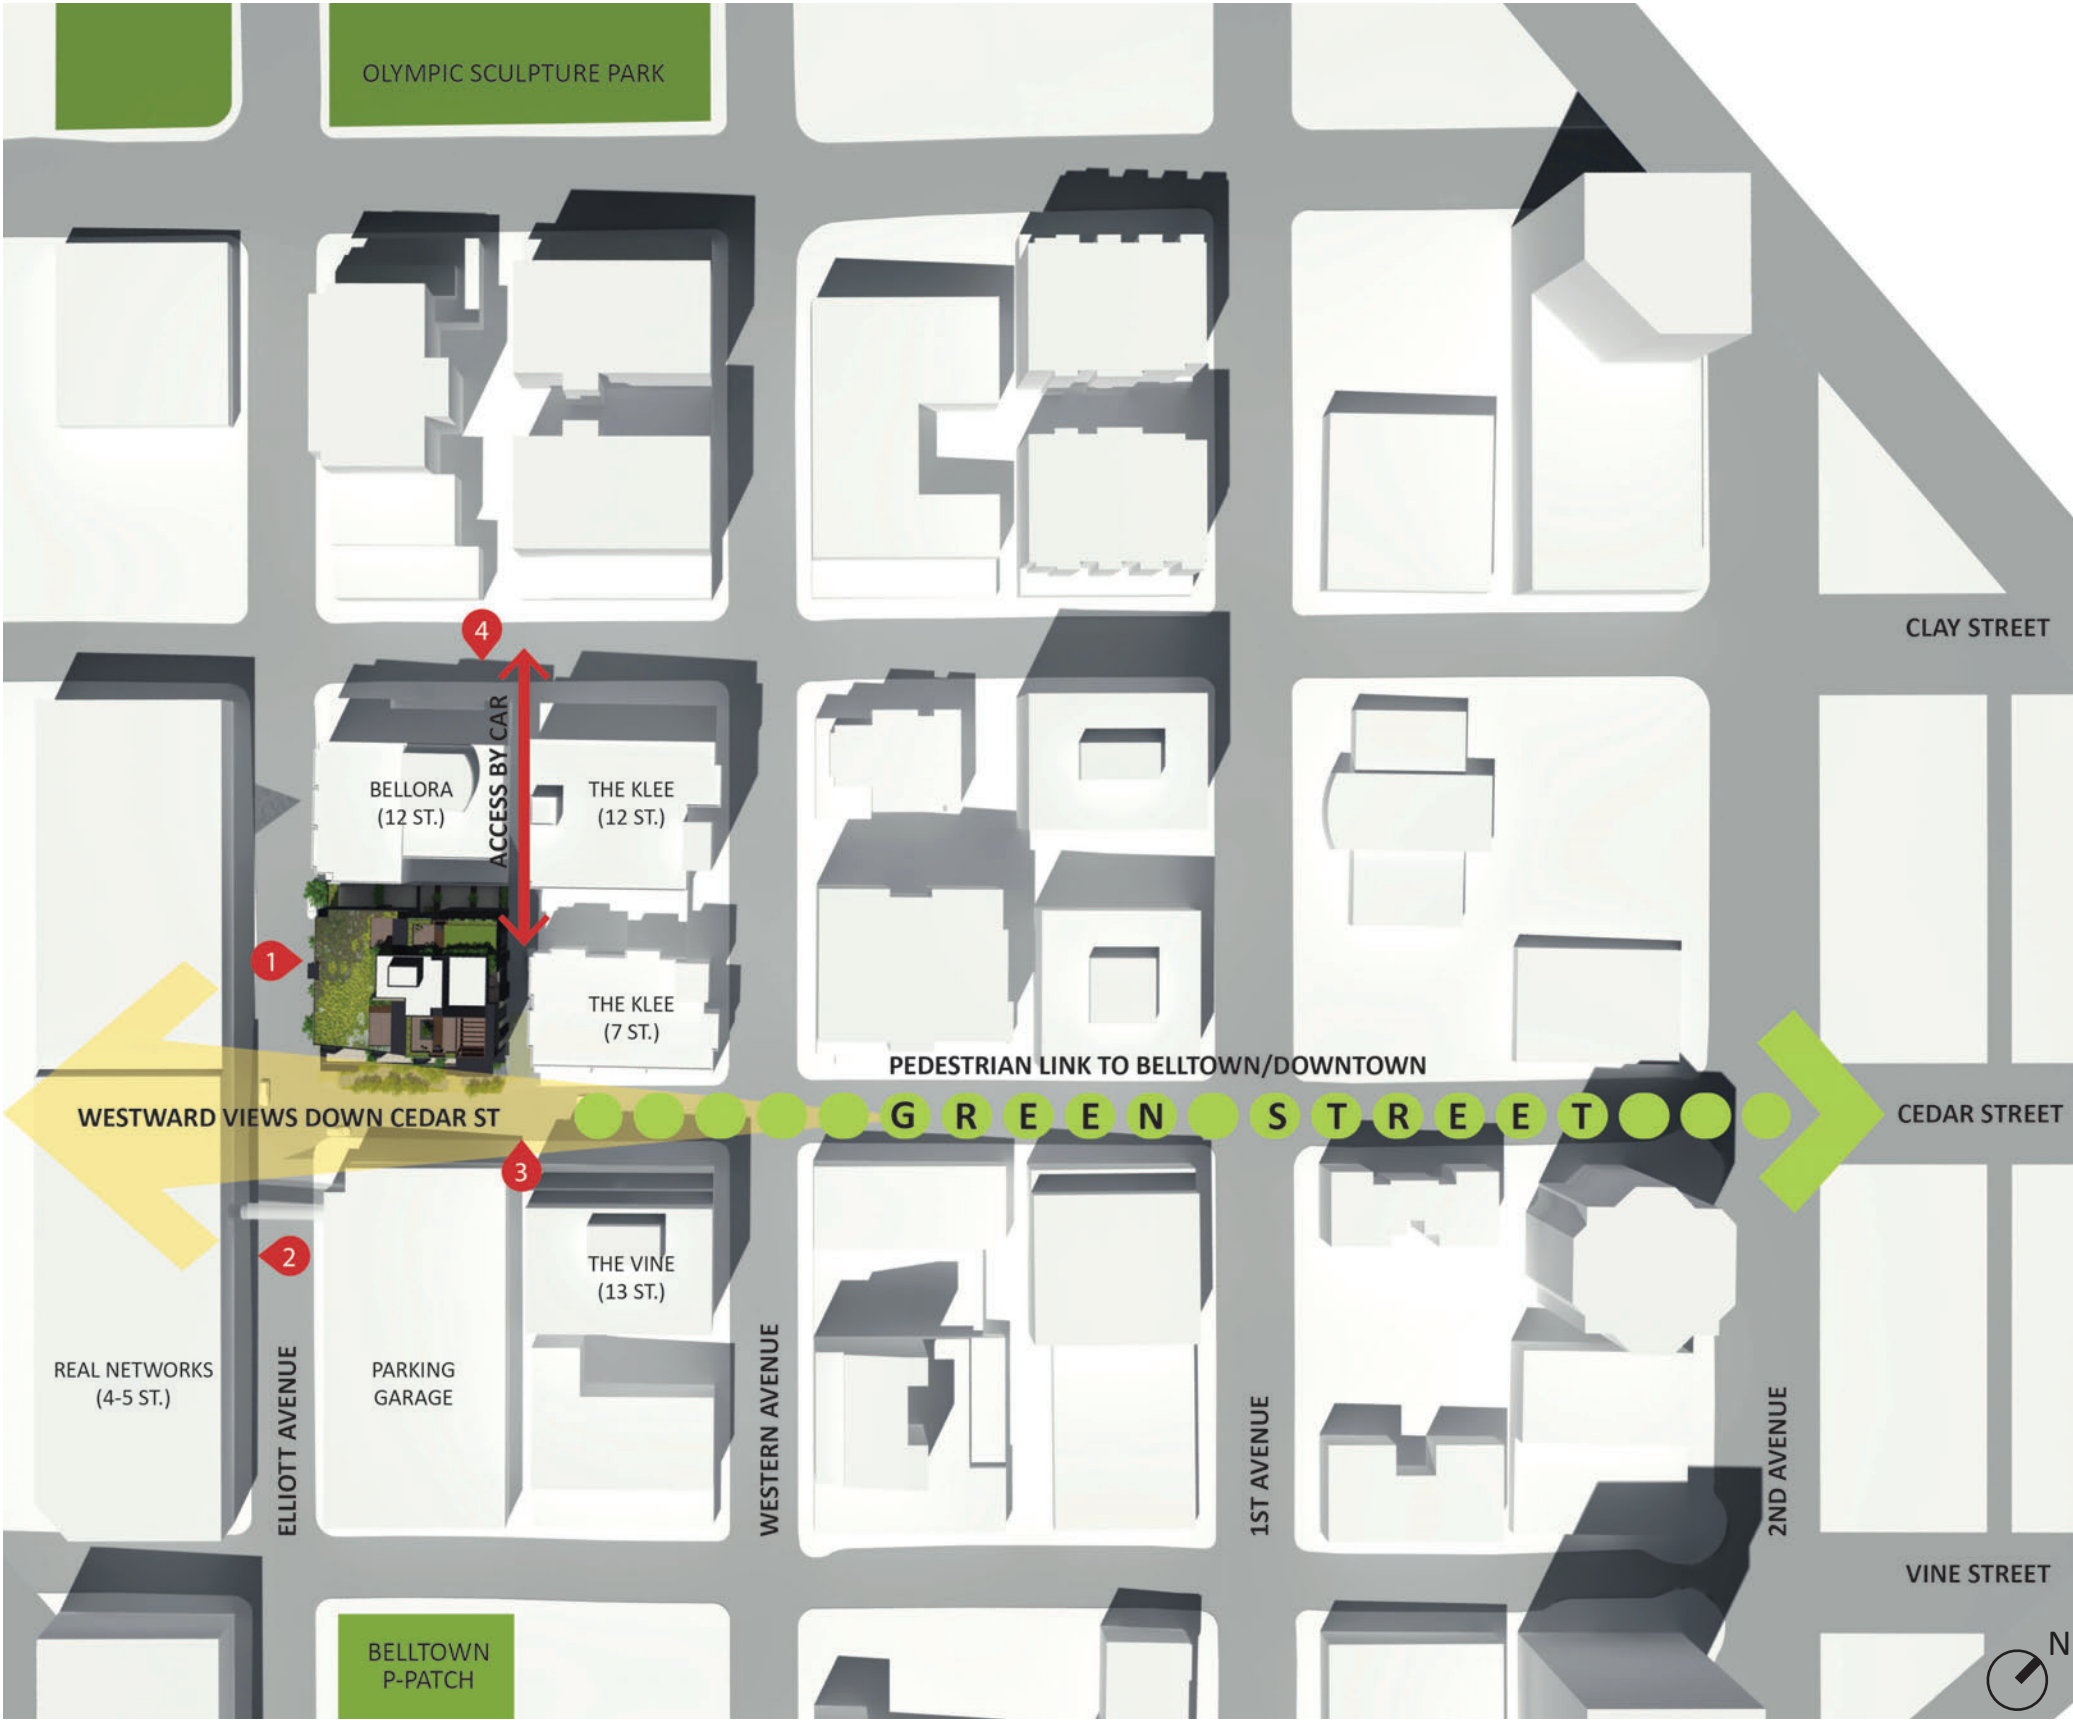 OLYMPIC SCULPTURE PARK
4
CLAY STREET
ACCESS BY CAR
BELLORA
(12 ST.)
THE KLEE
(12 ST.)
1
THE KLEE
(7 ST.)
PEDESTRIAN LINK TO BELLTOWN/DOWNTOWN
WESTWARD VIEWS DOWN CEDAR ST
GREEN STREET
CEDAR STREET
3
2
THE VINE
(13 ST.)
REAL NETWORKS
(4-5 ST.)
PARKING
GARAGE
ELLIOTT AVENUE
WESTERN AVENUE
1ST AVENUE
2ND AVENUE
VINE STREET
BELLTOWN
P-PATCH
N